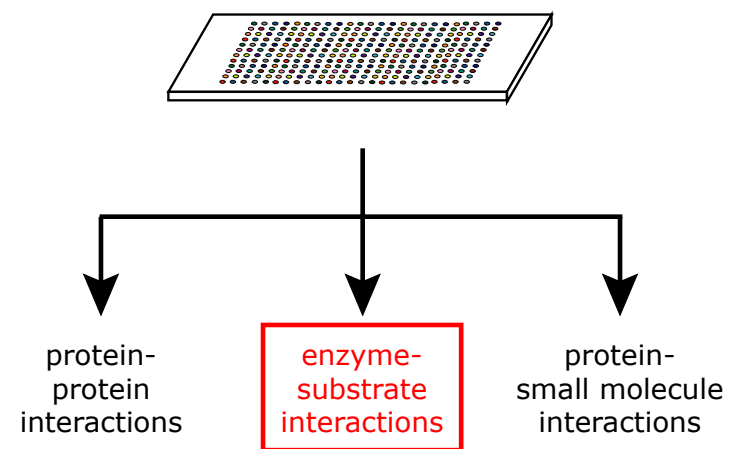 protein-
protein
interactions
enzyme-
substrate
interactions
protein-
small molecule
interactions